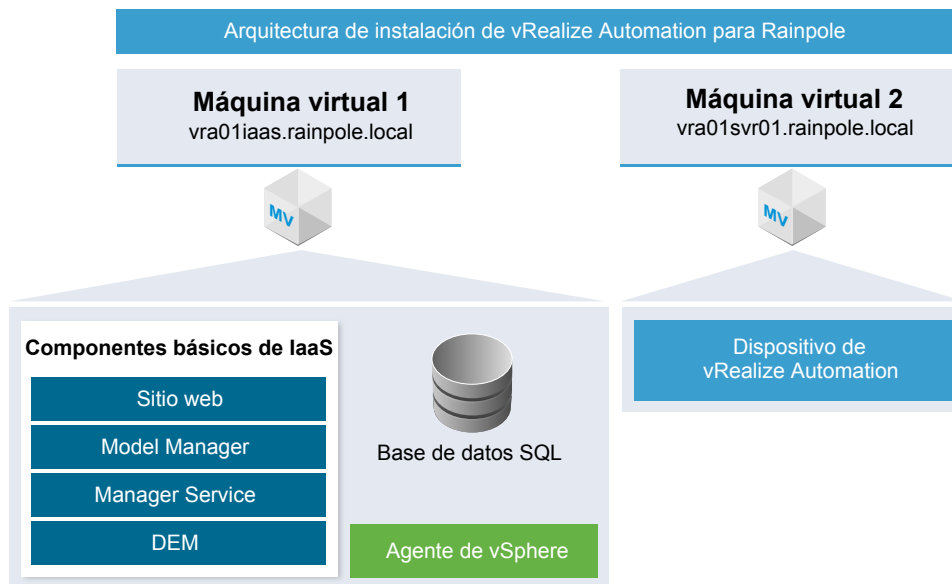 Arquitectura de instalación de vRealize Automation para Rainpole
Máquina virtual 1
vra01iaas.rainpole.local
Máquina virtual 2
vra01svr01.rainpole.local
MV
MV
Componentes básicos de IaaS
Sitio web
Model Manager
Manager Service
DEM
Base de datos SQL
Agente de vSphere
Dispositivo de
vRealize Automation